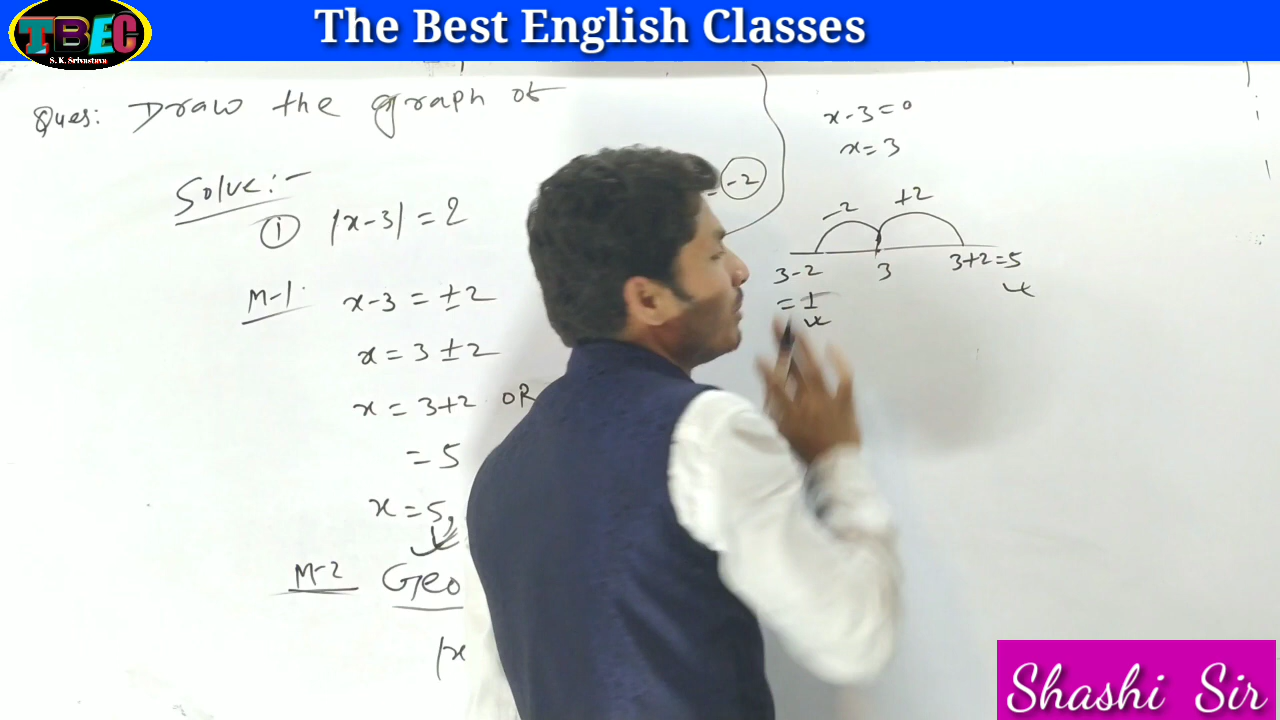 The Best English Classes
TBEC
S. K. Srivastava
Ques: Draw the graph of
Solve:-
① |x-3| = 2
M-1. x-3 = ±2
x = 3 ±2
x = 3+2 OR
= 5
x = 5,
M-2 Geo
|x
= -2
x-3=0
x=3
-2 +2
3-2 3 3+2=5
= 1
Shashi Sir